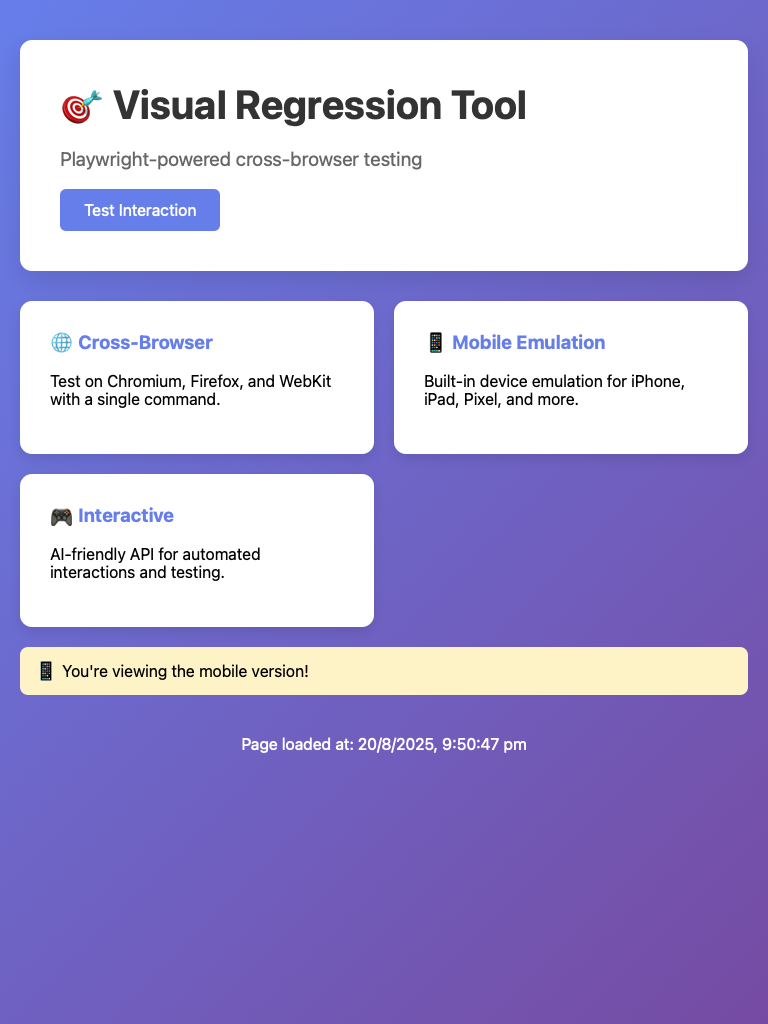 🎯 Visual Regression Tool
Playwright-powered cross-browser testing
Test Interaction
🌐 Cross-Browser
Test on Chromium, Firefox, and WebKit
with a single command.
📱 Mobile Emulation
Built-in device emulation for iPhone,
iPad, Pixel, and more.
🎮 Interactive
AI-friendly API for automated
interactions and testing.
📱 You're viewing the mobile version!
Page loaded at: 20/8/2025, 9:50:47 pm